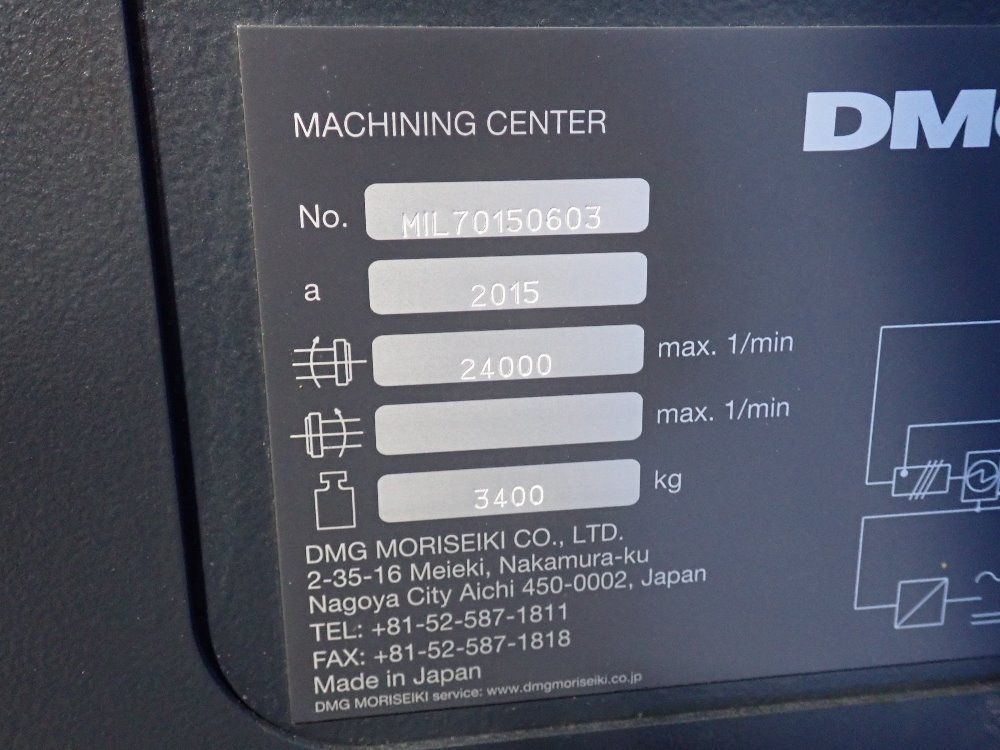 MACHINING CENTER
DM
No. MIL70150603
a 2015
24000 max. 1/min
max. 1/min
3400 kg
DMG MORISEIKI CO., LTD.
2-35-16 Meieki, Nakamura-ku
Nagoya City Aichi 450-0002, Japan
TEL: +81-52-587-1811
FAX: +81-52-587-1818
Made in Japan
DMG MORISEIKI service: www.dmgmoriseiki.co.jp